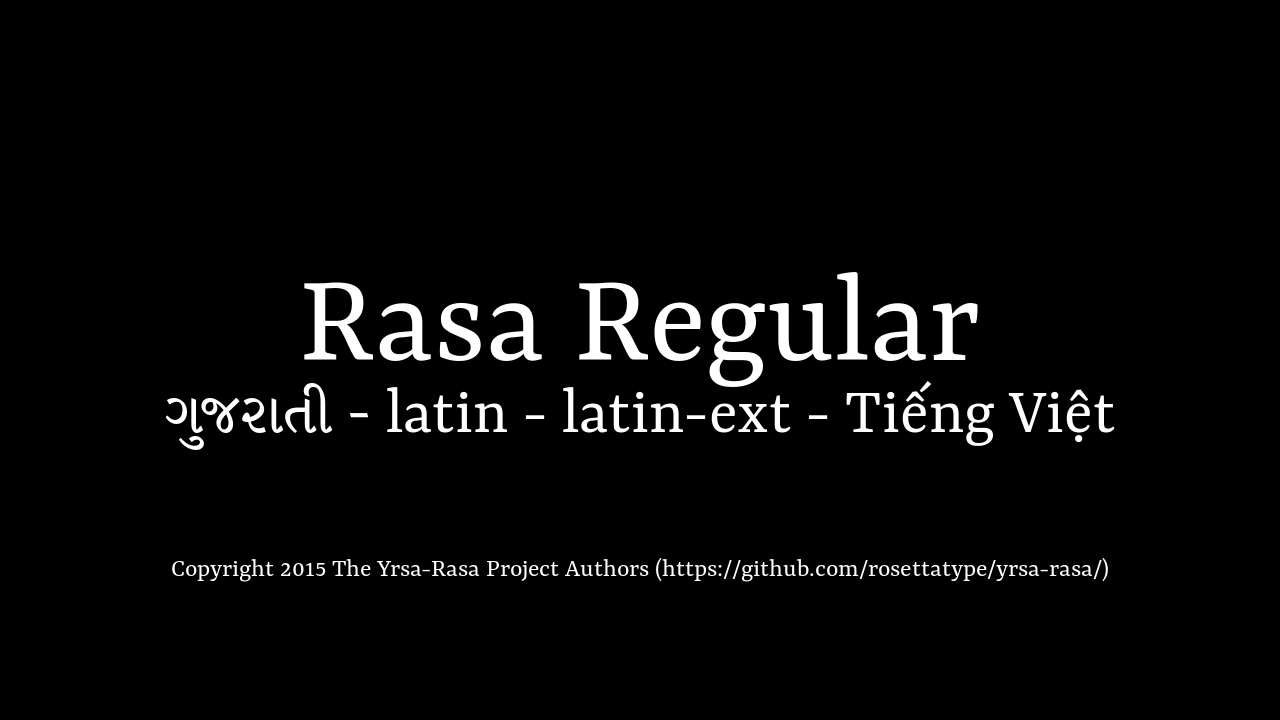 Rasa Regular
ગુજરાતી - latin - latin-ext - Tiếng Việt
Copyright 2015 The Yrsa-Rasa Project Authors (https://github.com/rosettatype/yrsa-rasa/)